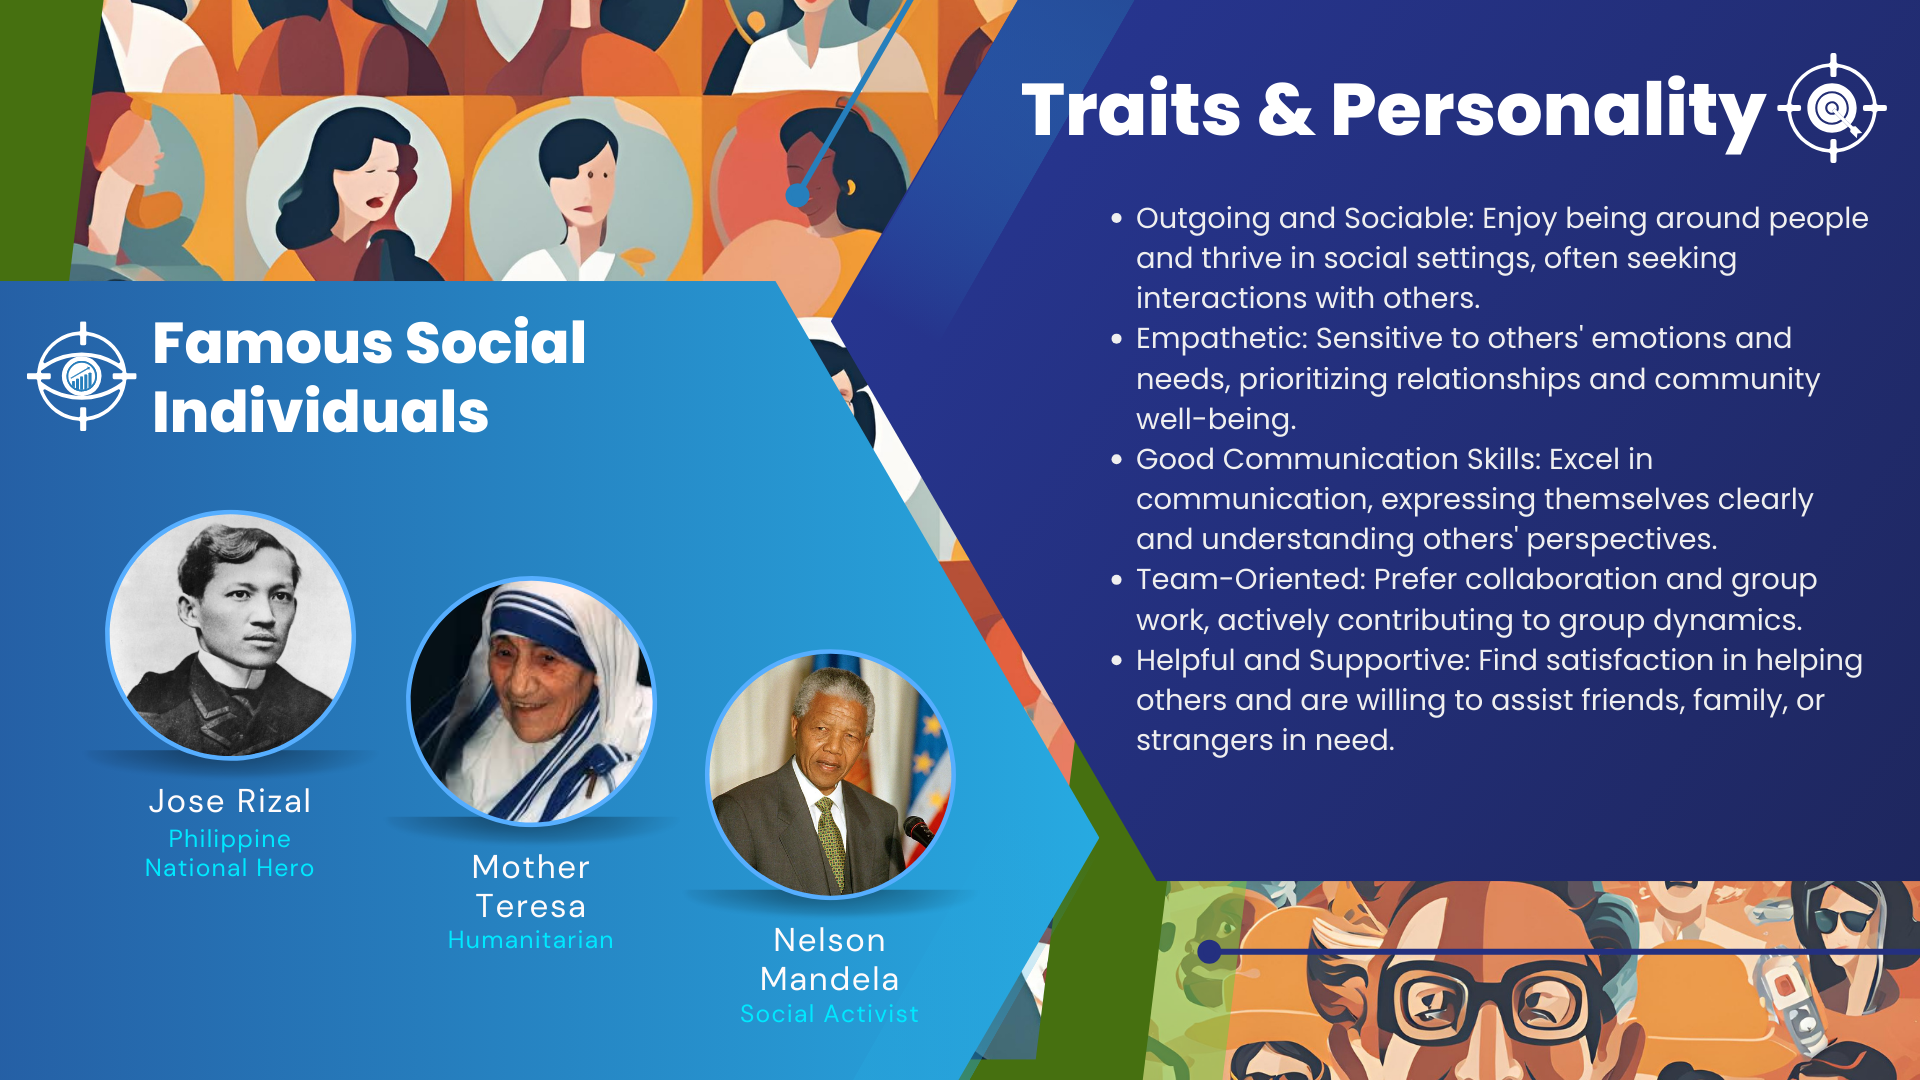 Traits & Personality
• Outgoing and Sociable: Enjoy being around people
and thrive in social settings, often seeking
interactions with others.
• Empathetic: Sensitive to others' emotions and
needs, prioritizing relationships and community
well-being.
• Good Communication Skills: Excel in
communication, expressing themselves clearly
and understanding others' perspectives.
• Team-Oriented: Prefer collaboration and group
work, actively contributing to group dynamics.
• Helpful and Supportive: Find satisfaction in helping
others and are willing to assist friends, family, or
strangers in need.
Famous Social
Individuals
Jose Rizal
Philippine
National Hero
Mother
Teresa
Humanitarian
Nelson
Mandela
Social Activist